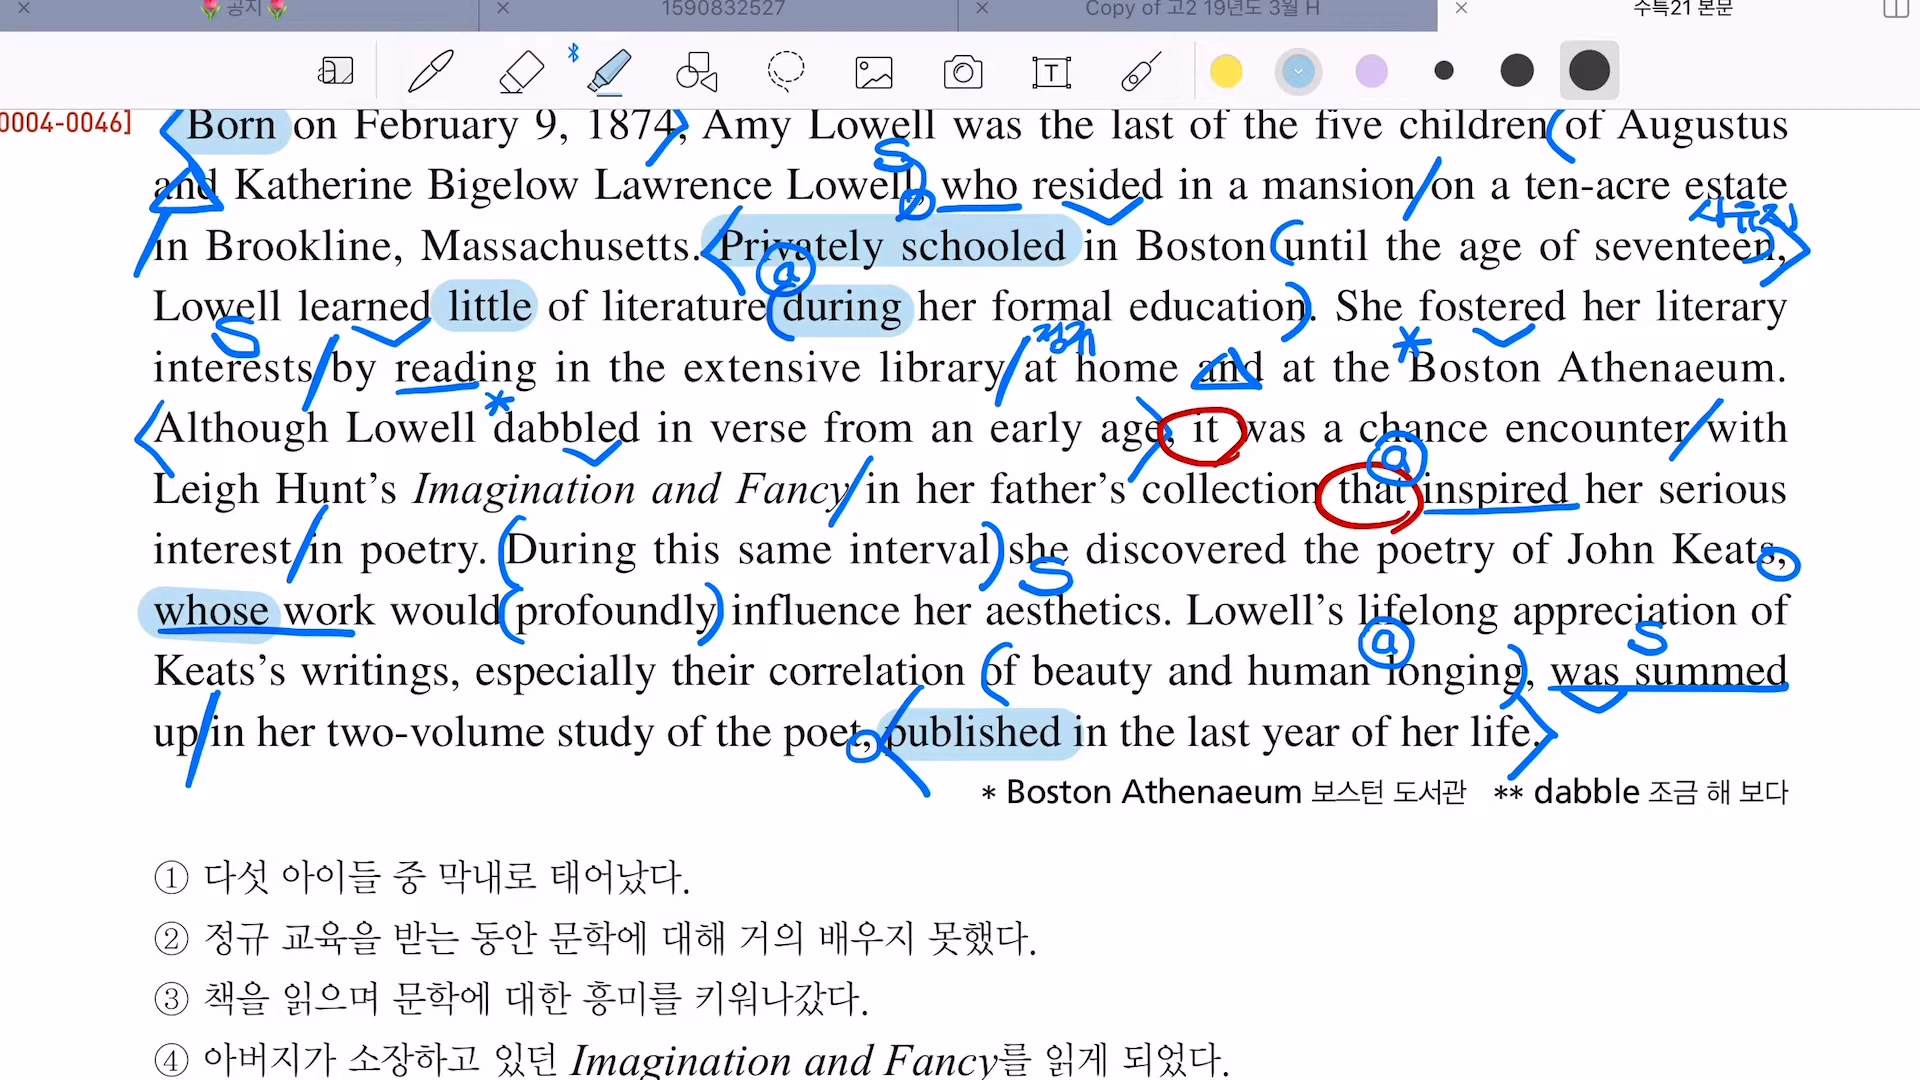 공지
1590832527
Copy of 고2 19년도 3월 H
수특21 본문
0004-0046]
Born on February 9, 1874, Amy Lowell was the last of the five children of Augustus
and Katherine Bigelow Lawrence Lowell, who resided in a mansion on a ten-acre estate
사유지
in Brookline, Massachusetts. Privately schooled in Boston until the age of seventeen,
Lowell learned little of literature during her formal education. She fostered her literary
interests by reading in the extensive library at home and at the *Boston Athenaeum.
Although Lowell *dabbled in verse from an early age, it was a chance encounter with
Leigh Hunt's Imagination and Fancy in her father's collection that inspired her serious
interest in poetry. During this same interval she discovered the poetry of John Keats,
whose work would profoundly influence her aesthetics. Lowell's lifelong appreciation of
Keats's writings, especially their correlation of beauty and human longing, was summed
up in her two-volume study of the poet, published in the last year of her life.
* Boston Athenaeum 보스턴 도서관 ** dabble 조금 해 보다
① 다섯 아이들 중 막내로 태어났다.
② 정규 교육을 받는 동안 문학에 대해 거의 배우지 못했다.
③ 책을 읽으며 문학에 대한 흥미를 키워나갔다.
④ 아버지가 소장하고 있던 Imagination and Fancy를 읽게 되었다.